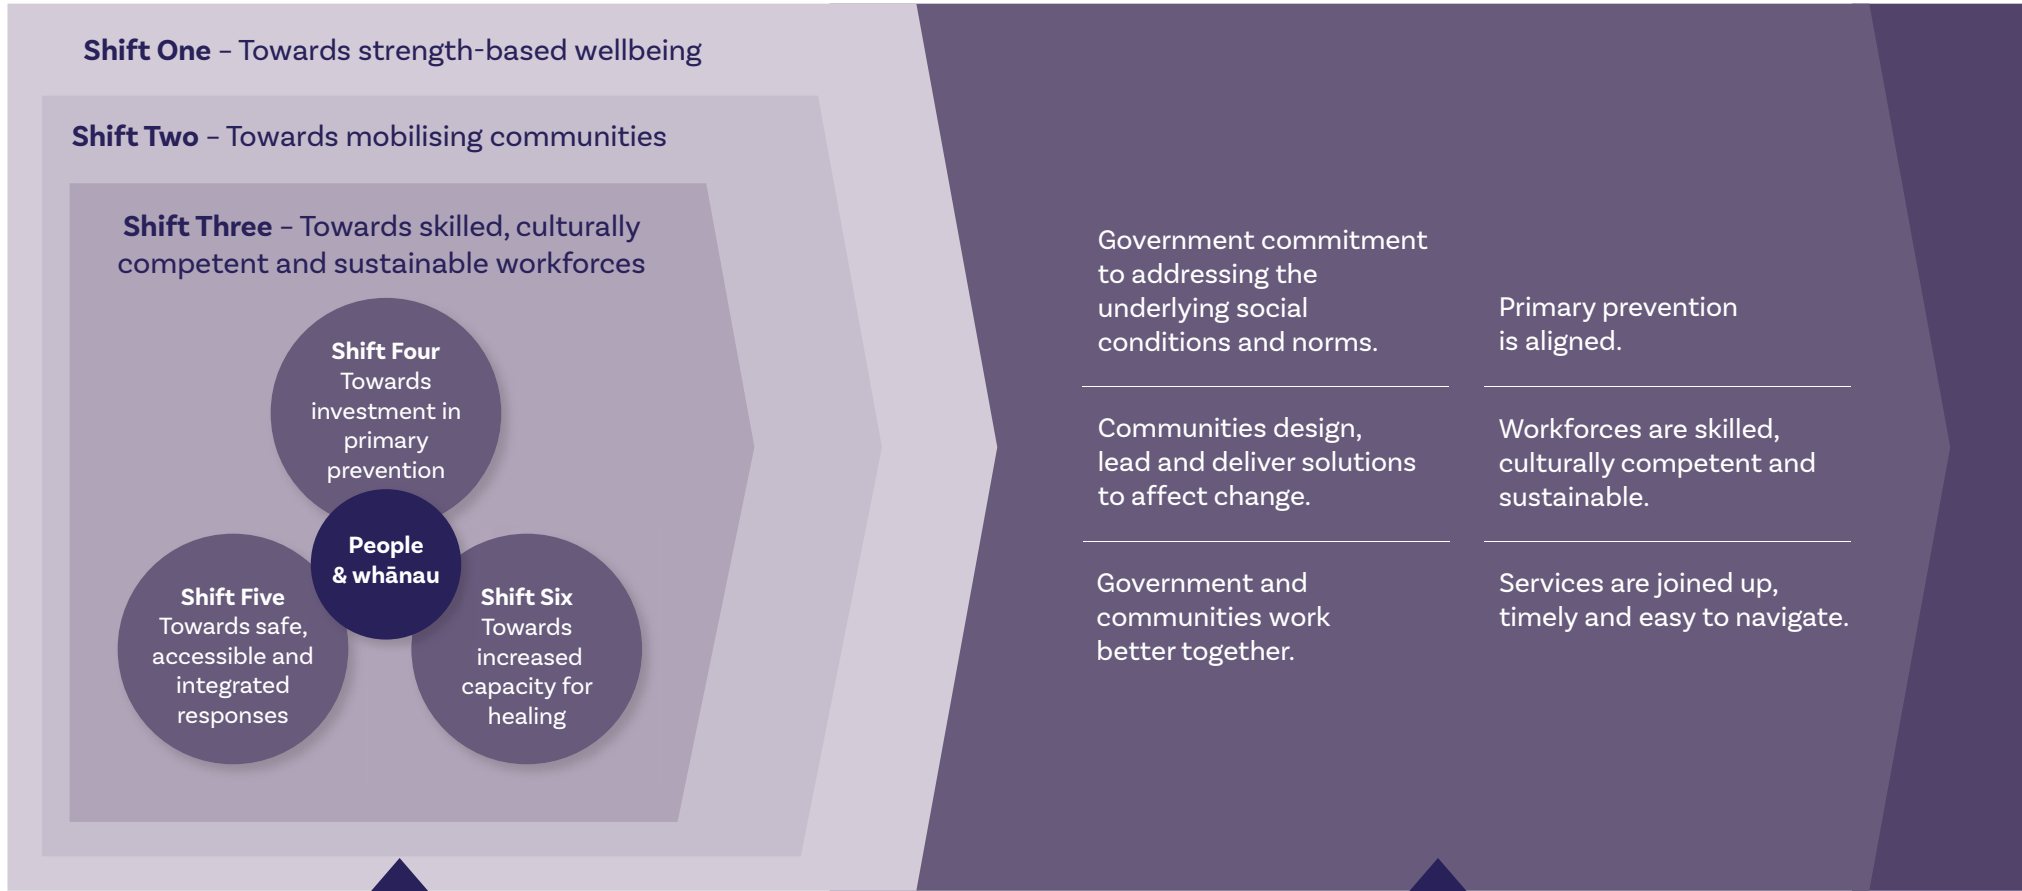 Shift One – Towards strength-based wellbeing
Shift Two – Towards mobilising communities
Shift Three – Towards skilled, culturally
competent and sustainable workforces
Shift Four
Towards
investment in
primary
prevention
People
& whānau
Shift Five
Towards safe,
accessible and
integrated
responses
Shift Six
Towards
increased
capacity for
healing
Government commitment
to addressing the
underlying social
conditions and norms.
Communities design,
lead and deliver solutions
to affect change.
Government and
communities work
better together.
Primary prevention
is aligned.
Workforces are skilled,
culturally competent and
sustainable.
Services are joined up,
timely and easy to navigate.